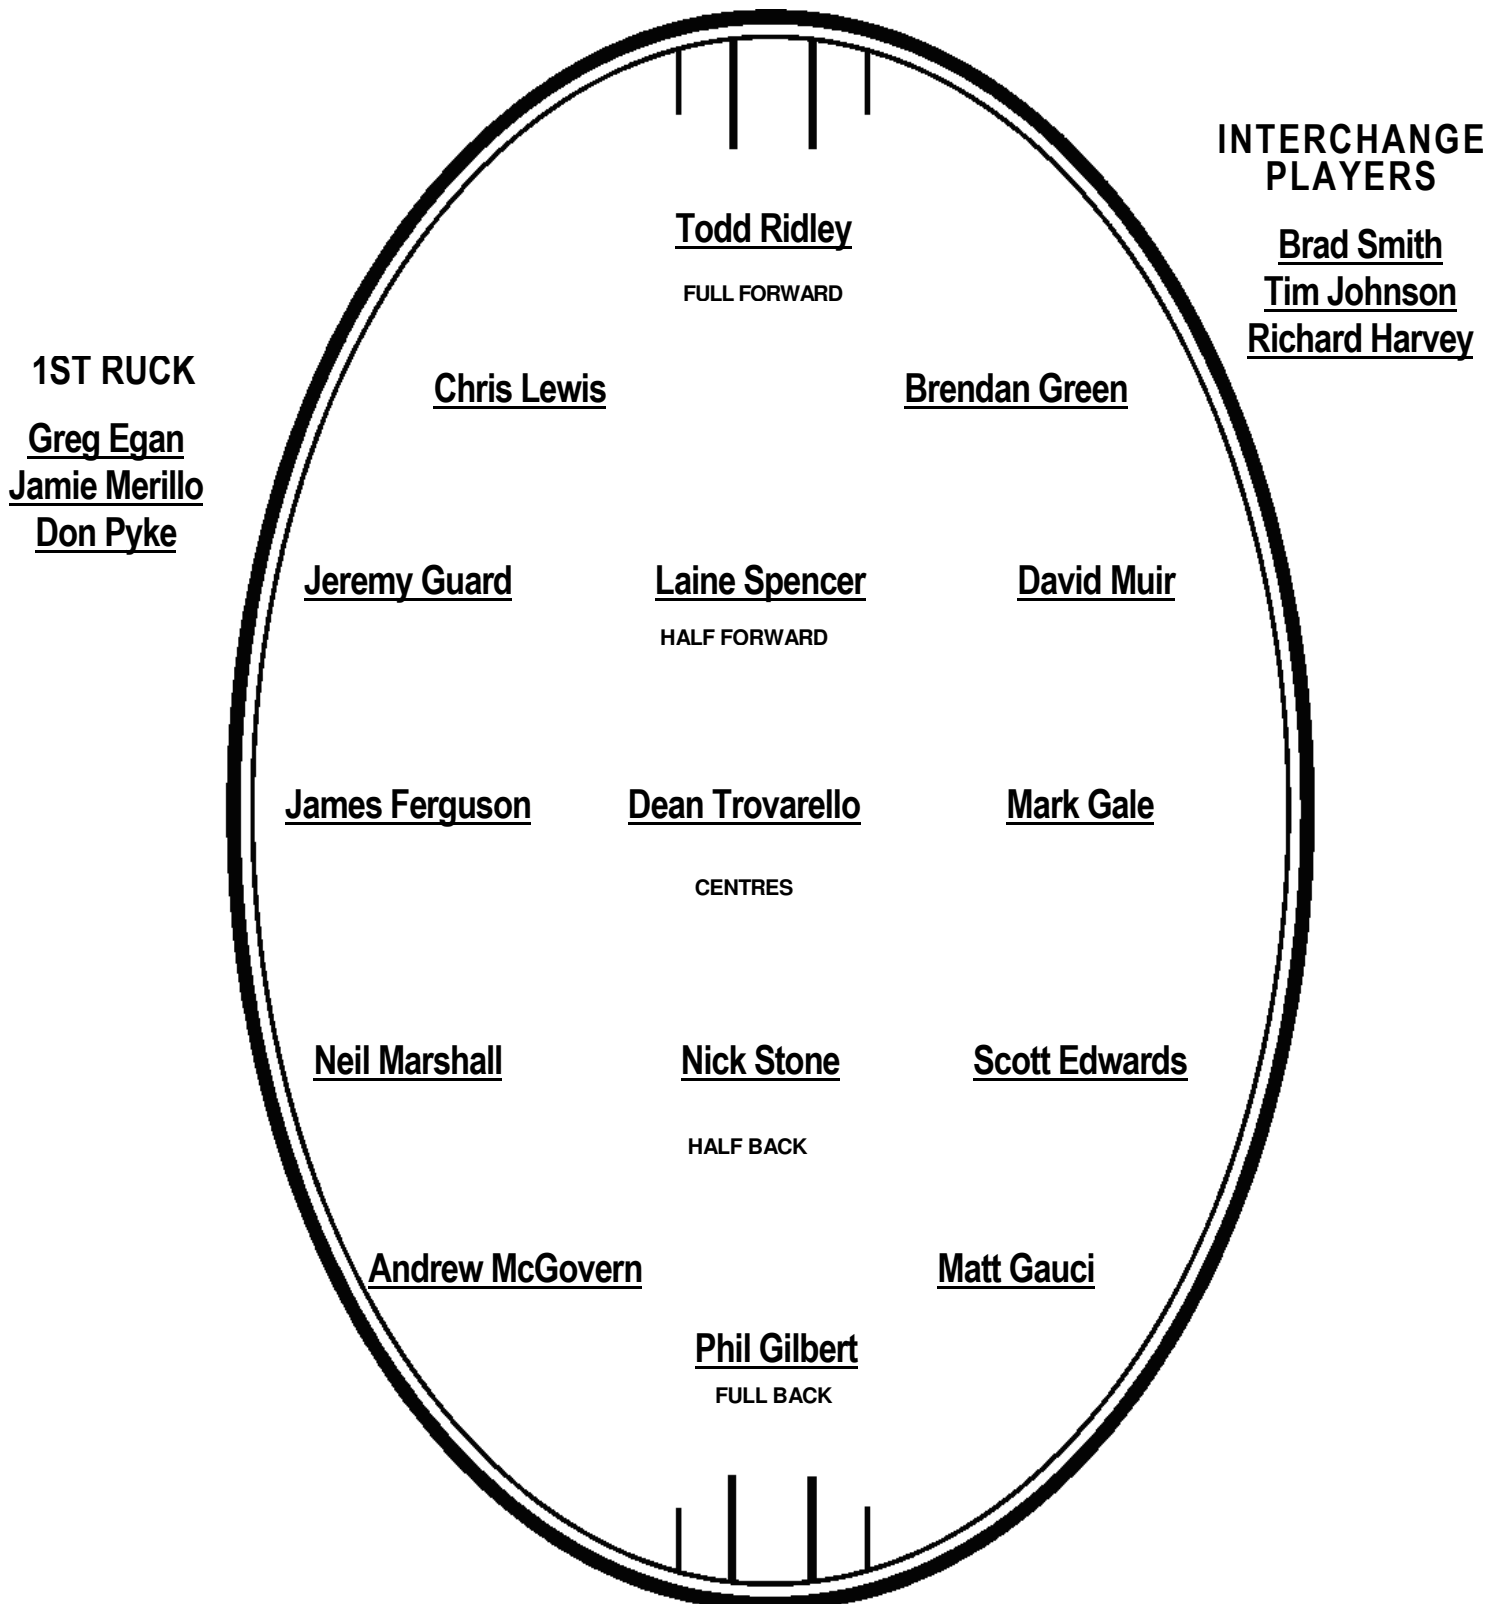 INTERCHANGE
PLAYERS
Brad Smith
Tim Johnson
Richard Harvey
1ST RUCK
Greg Egan
Jamie Merillo
Don Pyke
Todd Ridley
FULL FORWARD
Chris Lewis Brendan Green
Jeremy Guard Laine Spencer David Muir
HALF FORWARD
James Ferguson Dean Trovarello Mark Gale
CENTRES
Neil Marshall Nick Stone Scott Edwards
HALF BACK
Andrew McGovern Matt Gauci
Phil Gilbert
FULL BACK